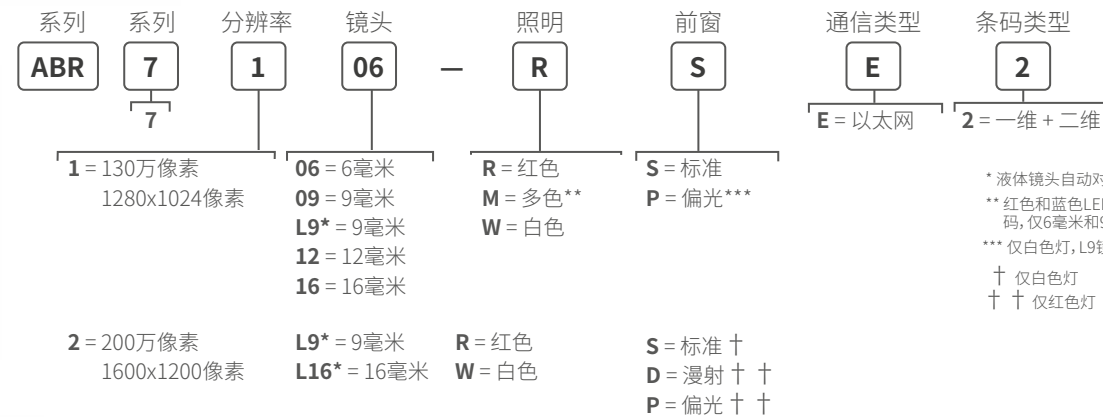 系列 系列 分辨率 镜头 照明 前窗 通信类型 条码类型
ABR 7 1 06 — R S E 2
7
E = 以太网 2 = 一维 + 二维
1 = 130万像素 06 = 6毫米 R = 红色 S = 标准
1280x1024像素 09 = 9毫米 M = 多色** P = 偏光***
L9* = 9毫米 W = 白色
12 = 12毫米
16 = 16毫米
* 液体镜头自动对
** 红色和蓝色LE
码, 仅6毫米和
*** 仅白色灯, L9
† 仅白色灯
† † 仅红色灯
2 = 200万像素 L9* = 9毫米 R = 红色 S = 标准 †
1600x1200像素 L16* = 16毫米 W = 白色 D = 漫射 † †
P = 偏光 † †